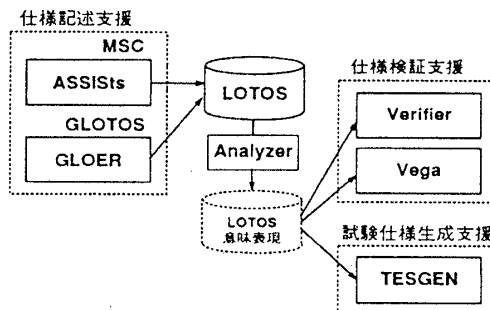 仕様記述支援
MSC
ASSISts
GLOTOS
GLOER
LOTOS
Analyzer
LOTOS
意味表現
仕様検証支援
Verifier
Vega
試験仕様生成支援
TESGEN